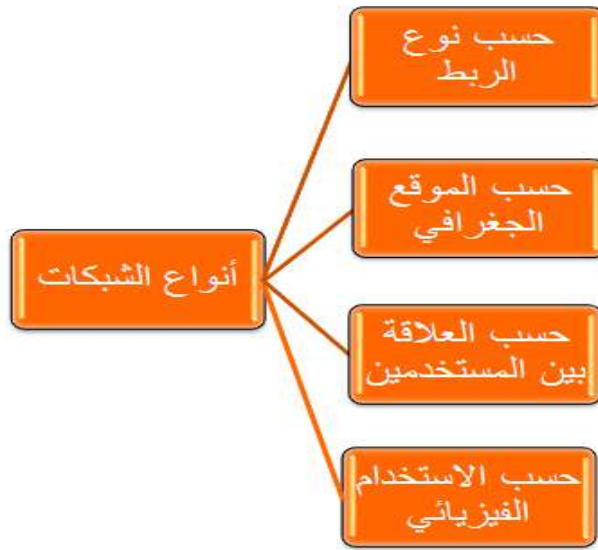 أنواع الشبكات
حسب نوع
الربط
حسب الموقع
الجغرافي
حسب العلاقة
بين المستخدمين
حسب الاستخدام
الفيزيائي